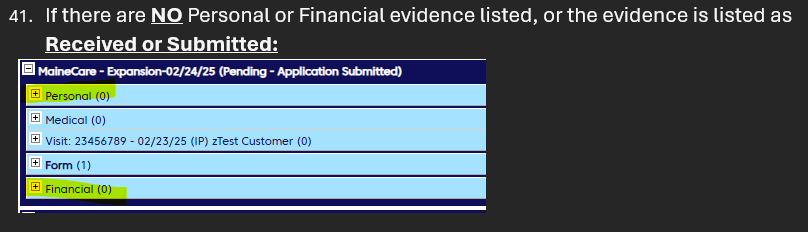 41. If there are NO Personal or Financial evidence listed, or the evidence is listed as
Received or Submitted:
MaineCare - Expansion-02/24/25 (Pending - Application Submitted)
Personal (0)
Medical (0)
Visit: 23456789 - 02/23/25 (IP) zTest Customer (0)
Form (1)
Financial (0)